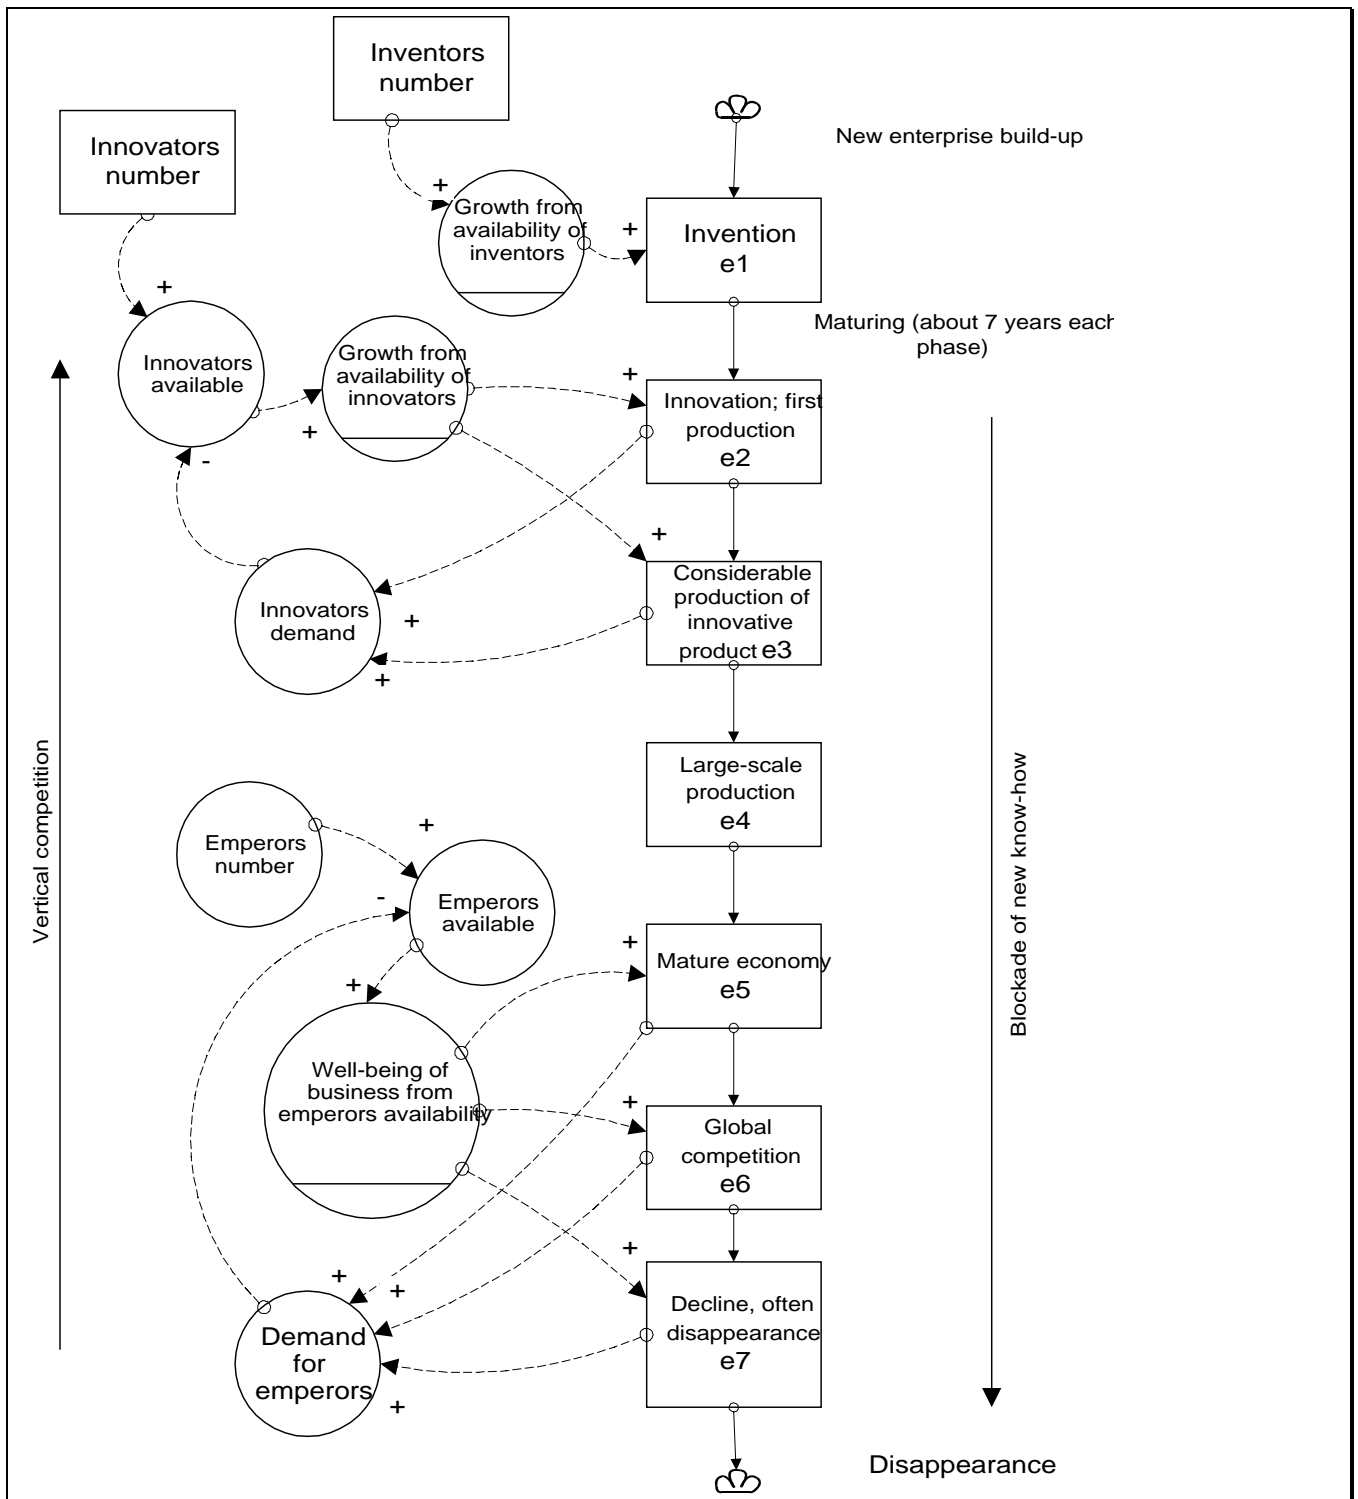 Inventors
number
Innovators
number
New enterprise build-up
+
Growth from
availability of
inventors
+
Invention
e1
+
Maturing (about 7 years each
phase)
Innovators
available
Growth from
availability of
innovators
+
+
-
Innovation; first
production
e2
+
Considerable
production of
innovative
product e3
Innovators
demand
+
+
Large-scale
production
e4
Vertical competition
Blockade of new know-how
Emperors
number
+
-
Emperors
available
+
+
Mature economy
e5
Well-being of
business from
emperors availability
+
Global
competition
e6
+
+
+
Decline, often
disappearance
e7
Demand
for
emperors
+
Disappearance